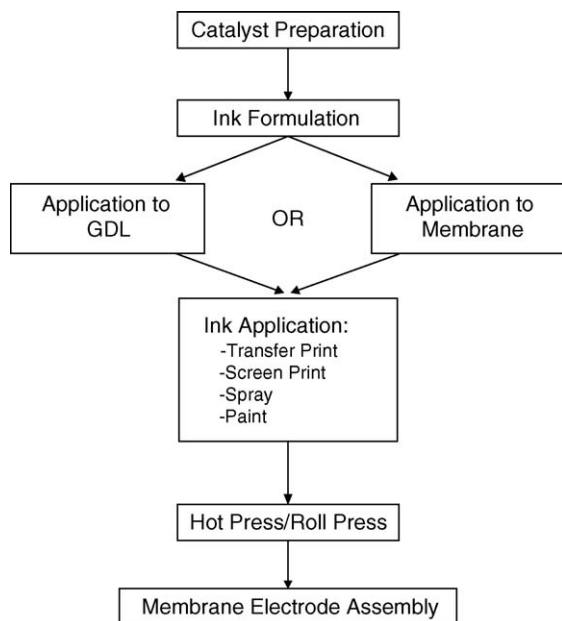 Catalyst Preparation
Ink Formulation
Application to
GDL
OR
Application to
Membrane
Ink Application:
-Transfer Print
-Screen Print
-Spray
-Paint
Hot Press/Roll Press
Membrane Electrode Assembly